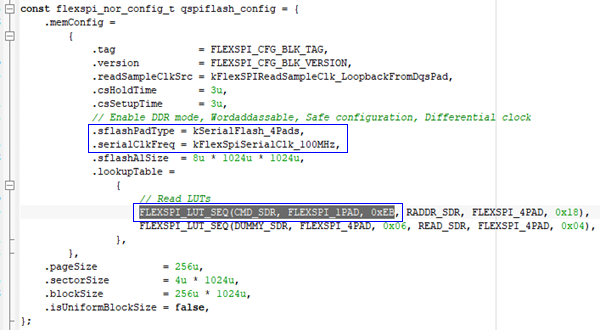 const flexspi_nor_config_t qspiflash_config = {
.memConfig =
{
.tag = FLEXSPI_CFG_BLK_TAG,
.version = FLEXSPI_CFG_BLK_VERSION,
.readSampleClkSrc = kFlexSPIReadSampleClk_LoopbackFromDqsPad,
.csHoldTime = 3u,
.csSetupTime = 3u,
// Enable DDR mode, Wordaddassable, Safe configuration, Differential clock
.sflashPadType = kSerialFlash_4Pads,
.serialClkFreq = kFlexSpiSerialClk_100MHz,
.sflashA1Size = 8u * 1024u * 1024u,
.lookupTable =
{
// Read LUTs
FLEXSPI_LUT_SEQ(CMD_SDR, FLEXSPI_1PAD, 0xEB, RADDR_SDR, FLEXSPI_4PAD, 0x18),
FLEXSPI_LUT_SEQ(DUMMY_SDR, FLEXSPI_4PAD, 0x06, READ_SDR, FLEXSPI_4PAD, 0x04),
},
},
.pageSize = 256u,
.sectorSize = 4u * 1024u,
.blockSize = 256u * 1024u,
.isUniformBlockSize = false,
};